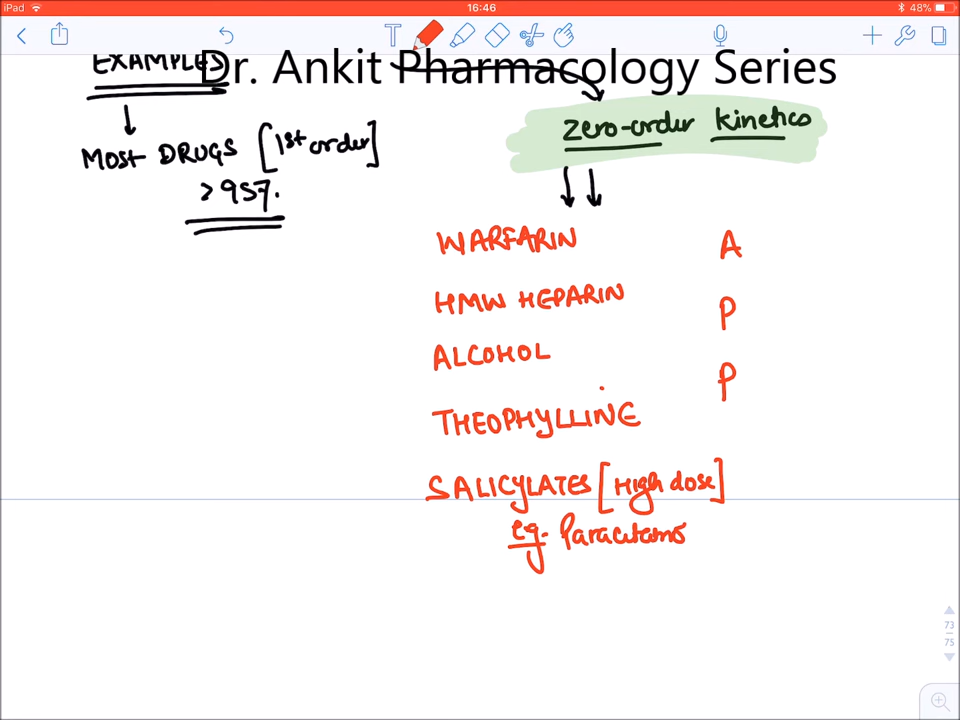 iPad 16:46 48%
T
EXAMPLES
Dr. Ankit Pharmacology Series
MOST DRUGS [1st order]
>95%.
Zero-order kinetics
WARFARIN A
HMW HEPARIN P
ALCOHOL P
THEOPHYLLINE
SALICYLATES [High dose]
eg. Paracetamo
73
75